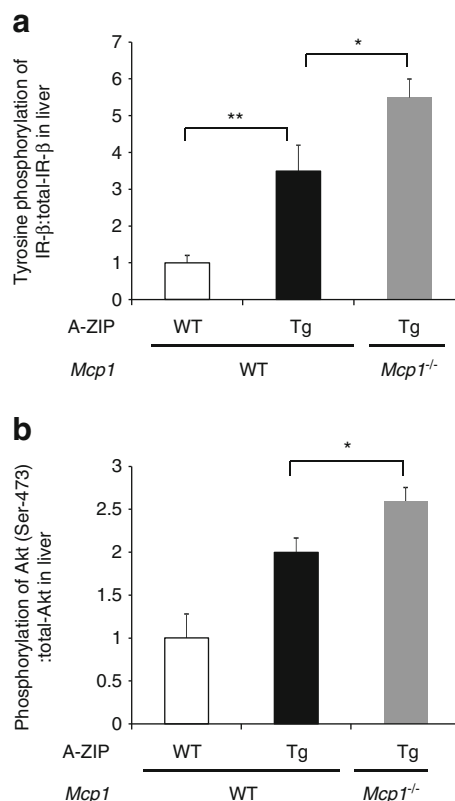 a
Tyrosine phosphorylation of
IR-β:total-IR-β in liver
7
6
5
4
3
2
1
0
**
*
A-ZIP WT Tg Tg
Mcp1 WT Mcp1-/-
b
Phosphorylation of Akt (Ser-473)
:total-Akt in liver
3
2.5
2
1.5
1
0.5
0
*
A-ZIP WT Tg Tg
Mcp1 WT Mcp1-/-